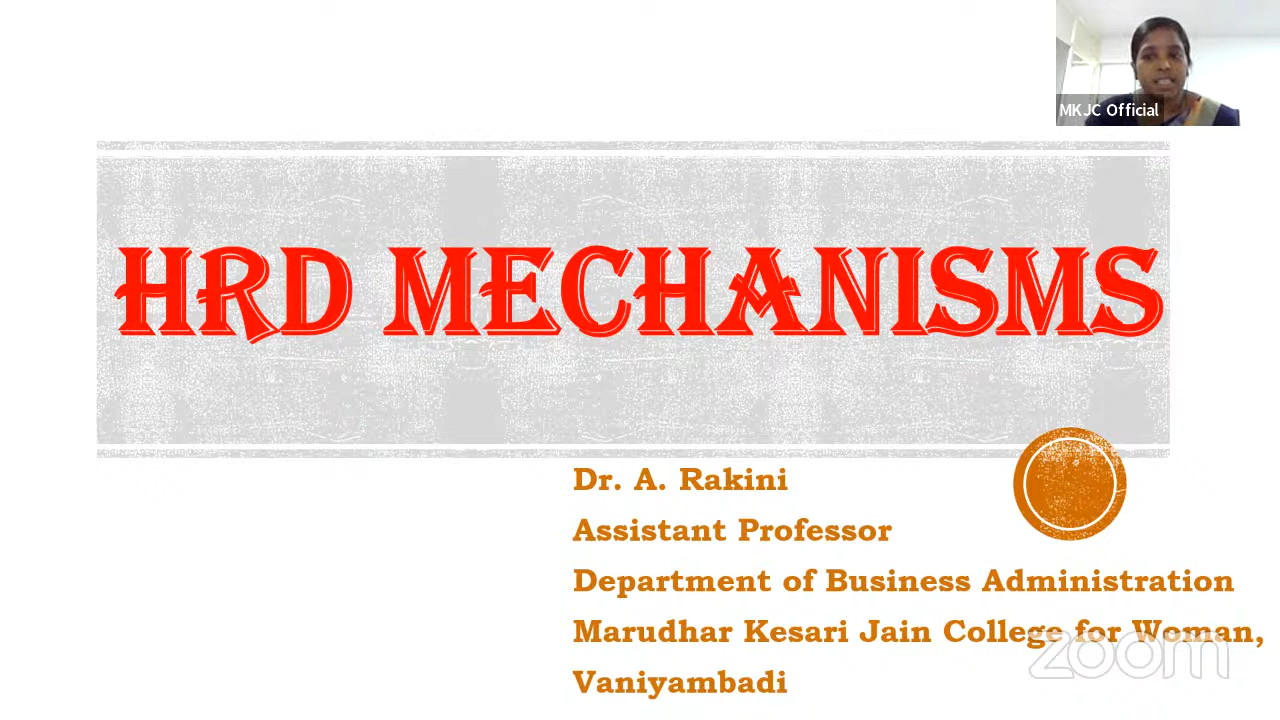 MKJC Official
HRD MECHANISMS
Dr. A. Rakini
Assistant Professor
Department of Business Administration
Marudhar Kesari Jain College for Woman,
zoom
Vaniyambadi